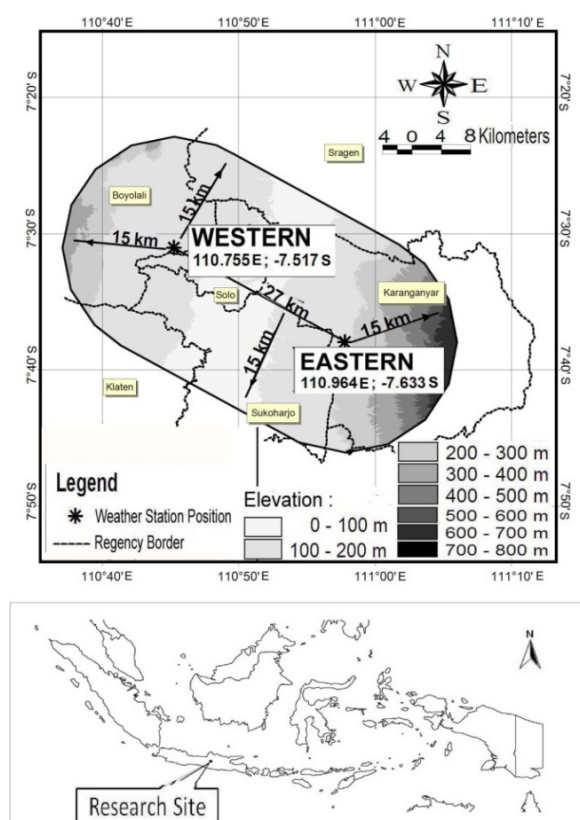 110°40' E 110°50' E 111°00' E 111°10' E
7°20' S
7°30' S
7°40' S
7°50' S
N
W E
S
4 0 4 8 Kilometers
7°20' S
7°30' S
7°40' S
7°50' S
Sragen
Boyolali
15 km
15 km
WESTERN
110.755E; -7.517 S
Solo
27 km
Karanganyar
15 km
15 km
EASTERN
110.964E; -7.633 S
Klaten
Sukoharjo
Legend
Weather Station Position
Regency Border
Elevation :
0 - 100 m
100 - 200 m
200 - 300 m
300 - 400 m
400 - 500 m
500 - 600 m
600 - 700 m
700 - 800 m
110°40' E 110°50' E 111°00' E 111°10' E
N
Research Site